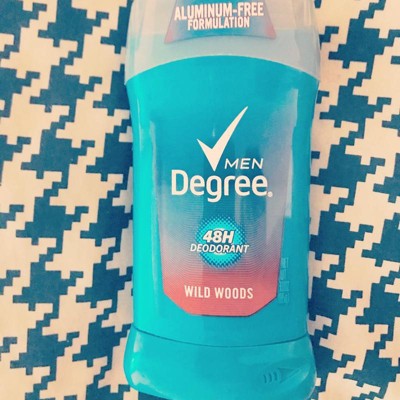 ALUMINUM-FREE
FORMULATION
MEN
Degree®
48H
DEODORANT
WILD WOODS